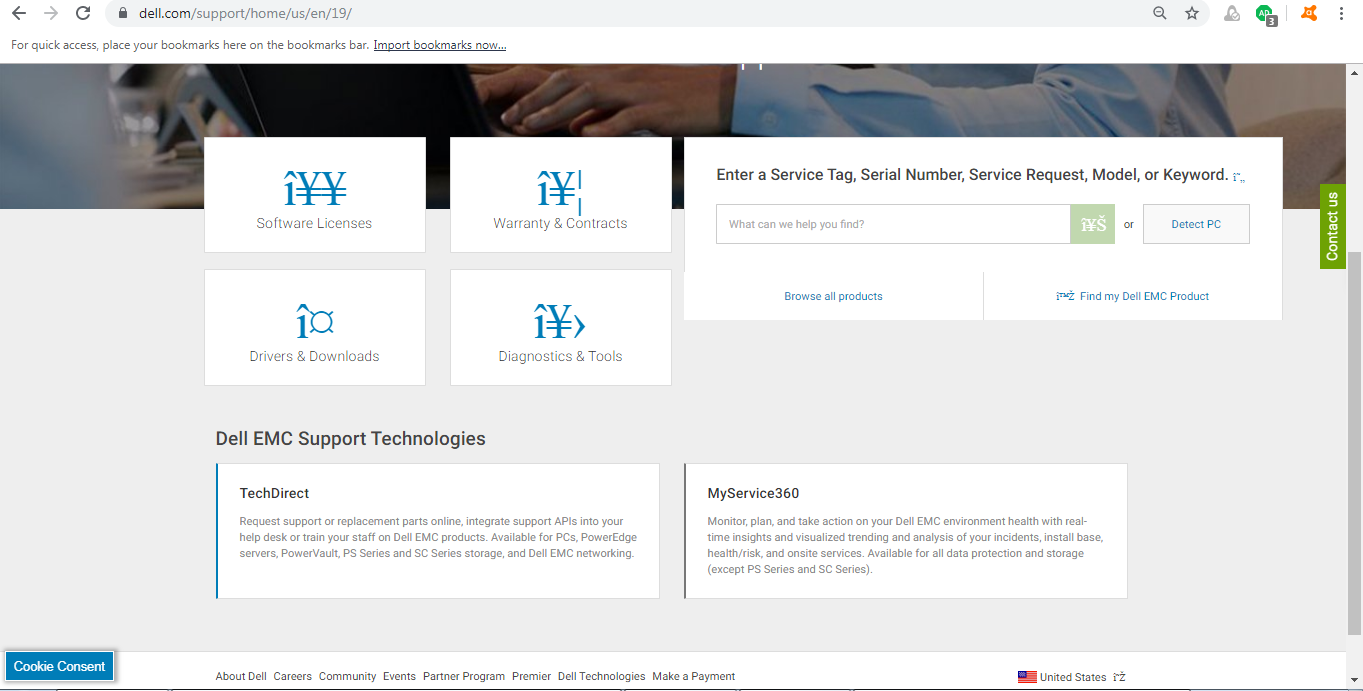 dell.com/support/home/us/en/19/
3
For quick access, place your bookmarks here on the bookmarks bar. Import bookmarks now...
î¥¥
Software Licenses
î¥¦
Warranty & Contracts
Enter a Service Tag, Serial Number, Service Request, Model, or Keyword. î˜„
What can we help you find?
î¥Š
or
Detect PC
Contact us
Browse all products
î™Ž Find my Dell EMC Product
î¤
Drivers & Downloads
î¥›
Diagnostics & Tools
Dell EMC Support Technologies
TechDirect
Request support or replacement parts online, integrate support APIs into your
help desk or train your staff on Dell EMC products. Available for PCs, PowerEdge
servers, PowerVault, PS Series and SC Series storage, and Dell EMC networking.
MyService360
Monitor, plan, and take action on your Dell EMC environment health with real-
time insights and visualized trending and analysis of your incidents, install base,
health/risk, and onsite services. Available for all data protection and storage
(except PS Series and SC Series).
Cookie Consent
About Dell Careers Community Events Partner Program Premier Dell Technologies Make a Payment
United States îŽ